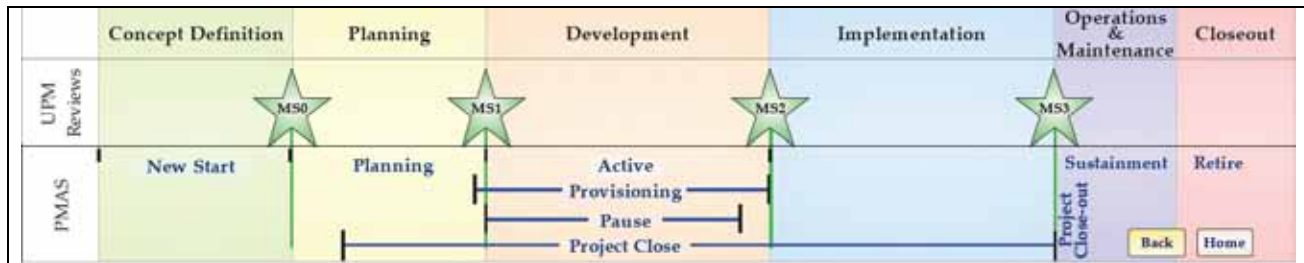 Concept Definition
Planning
Development
Implementation
Operations
&
Maintenance
Closeout
UPM
Reviews
MS0
MS1
MS2
MS3
PMAS
New Start
Planning
Active
Provisioning
Pause
Project Close
Sustainment
Retire
Project
Close-out
Back
Home